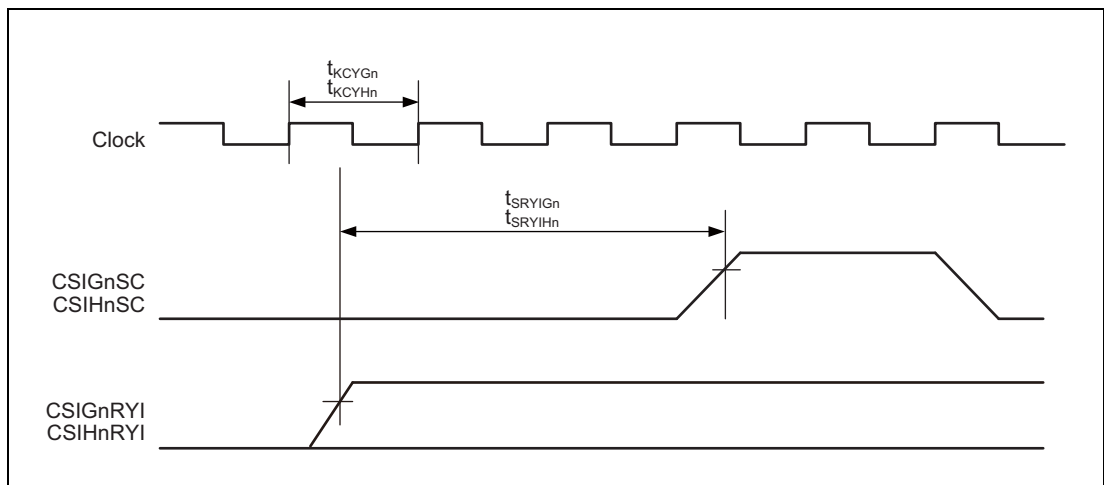 tKCYGn
tKCYHn
Clock
tSRYIGn
tSRYIHn
CSIGnSC
CSIHnSC
CSIGnRYI
CSIHnRYI